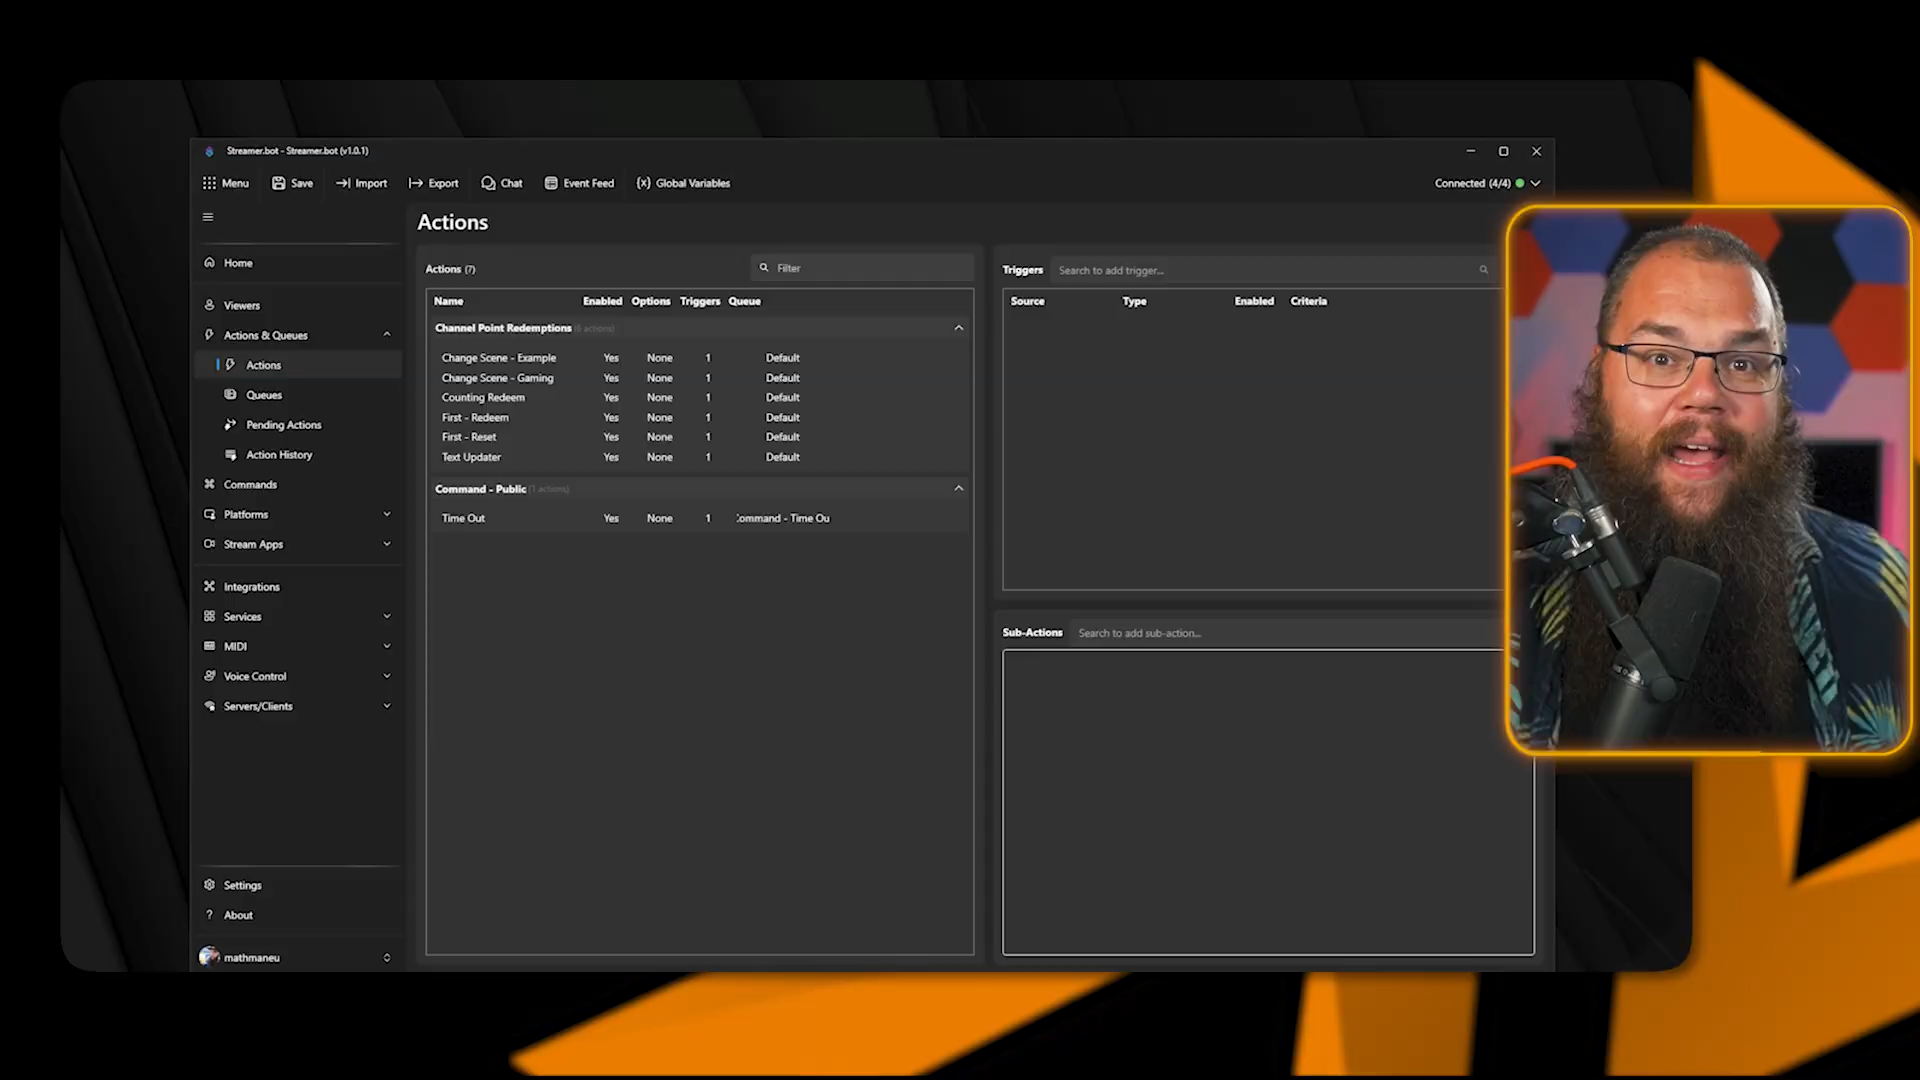 Streamer.bot - Streamer.bot (v1.0.1)
Menu Save Import Export Chat Event Feed Global Variables Connected (4/4)
Actions
Home
Viewers
Actions & Queues
Actions
Queues
Pending Actions
Action History
Commands
Platforms
Stream Apps
Integrations
Services
MIDI
Voice Control
Servers/Clients
Settings
? About
mathmaneu
Actions (7) Filter
Name Enabled Options Triggers Queue
Channel Point Redemptions (6 actions)
Change Scene - Example Yes None 1 Default
Change Scene - Gaming Yes None 1 Default
Counting Redeem Yes None 1 Default
First - Redeem Yes None 1 Default
First - Reset Yes None 1 Default
Text Updater Yes None 1 Default
Command - Public (1 actions)
Time Out Yes None 1 Command - Time Ou
Triggers Search to add trigger...
Source Type Enabled Criteria
Sub-Actions Search to add sub-action...